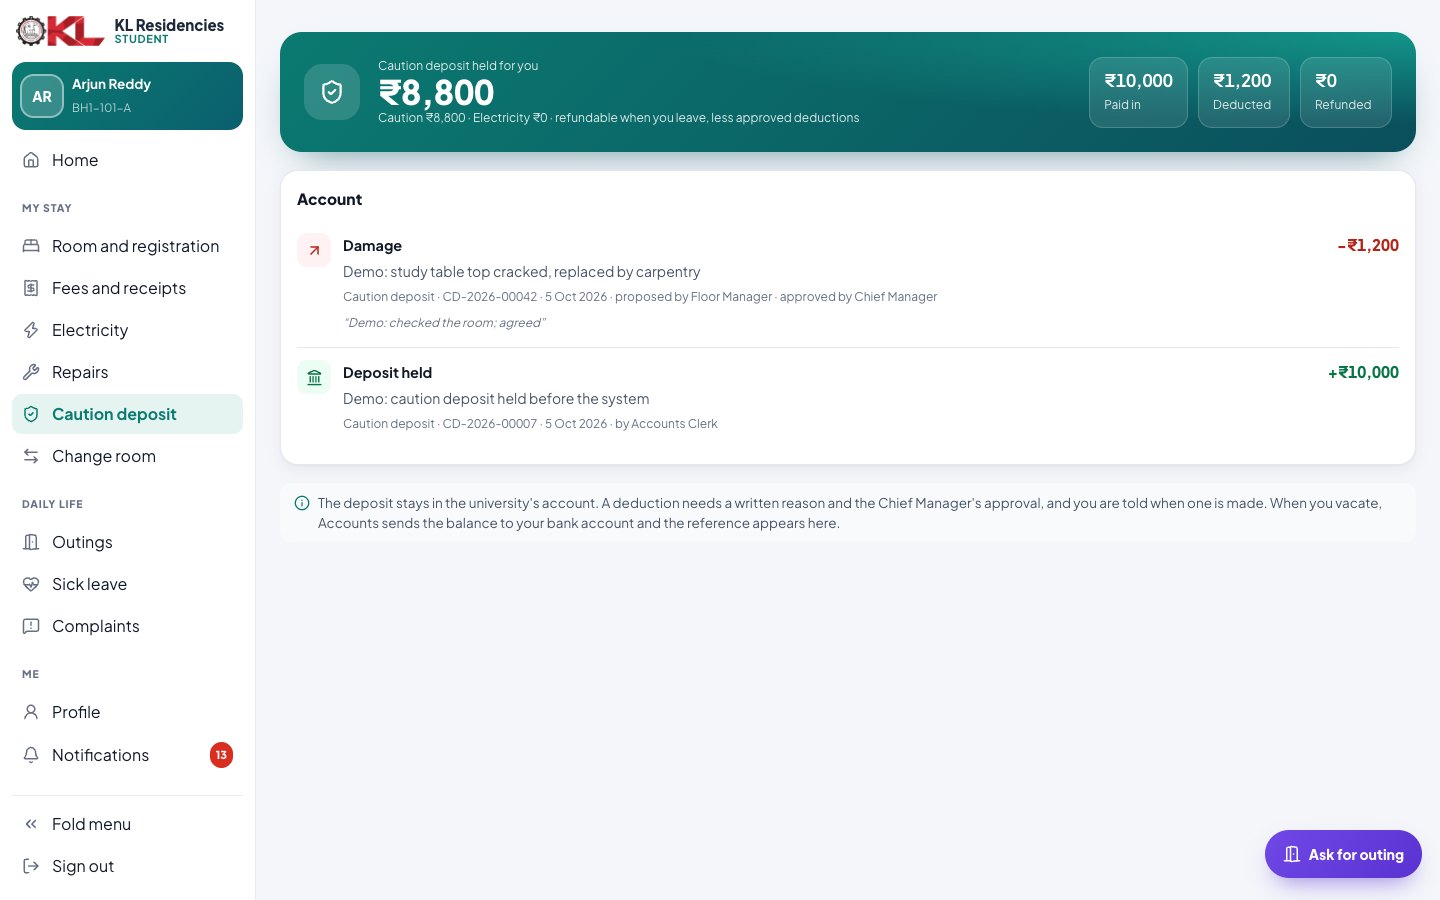 KL KL Residencies
STUDENT
AR
Arjun Reddy
BH1-101-A
Home
MY STAY
Room and registration
Fees and receipts
Electricity
Repairs
Caution deposit
Change room
DAILY LIFE
Outings
Sick leave
Complaints
ME
Profile
Notifications 13
Fold menu
Sign out
Caution deposit held for you
₹8,800
Caution ₹8,800 · Electricity ₹0 · refundable when you leave, less approved deductions
₹10,000
Paid in
₹1,200
Deducted
₹0
Refunded
Account
Damage -₹1,200
Demo: study table top cracked, replaced by carpentry
Caution deposit · CD-2026-00042 · 5 Oct 2026 · proposed by Floor Manager · approved by Chief Manager
"Demo: checked the room; agreed"
Deposit held +₹10,000
Demo: caution deposit held before the system
Caution deposit · CD-2026-00007 · 5 Oct 2026 · by Accounts Clerk
The deposit stays in the university's account. A deduction needs a written reason and the Chief Manager's approval, and you are told when one is made. When you vacate,
Accounts sends the balance to your bank account and the reference appears here.
Ask for outing